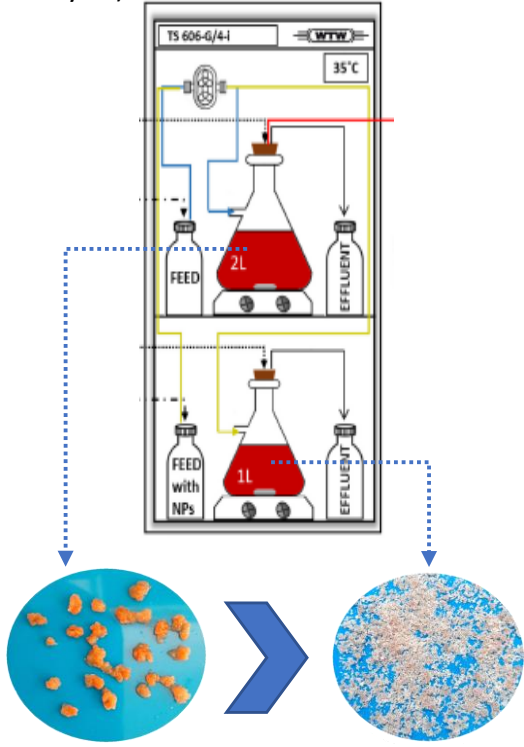 TS 606-G/4-i
WTW
35°C
2L
FEED
EFFLUENT
1L
FEED
with
NPs
EFFLUENT